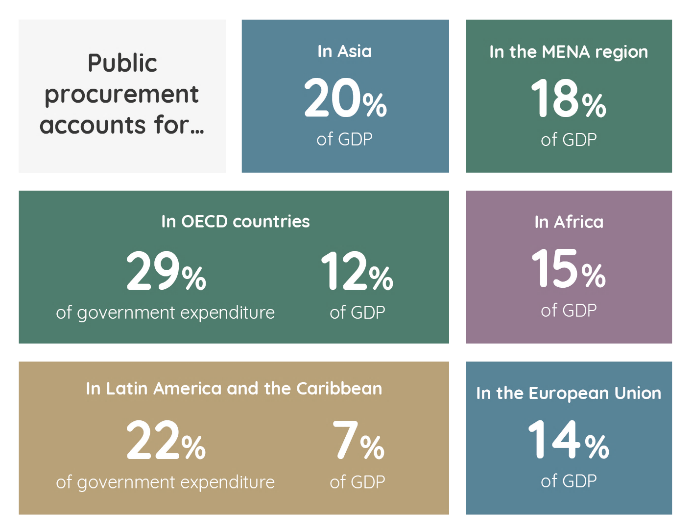 Public
procurement
accounts for...
In Asia
20%
of GDP
In the MENA region
18%
of GDP
In OECD countries
29%
of government expenditure
12%
of GDP
In Africa
15%
of GDP
In Latin America and the Caribbean
22%
of government expenditure
7%
of GDP
In the European Union
14%
of GDP